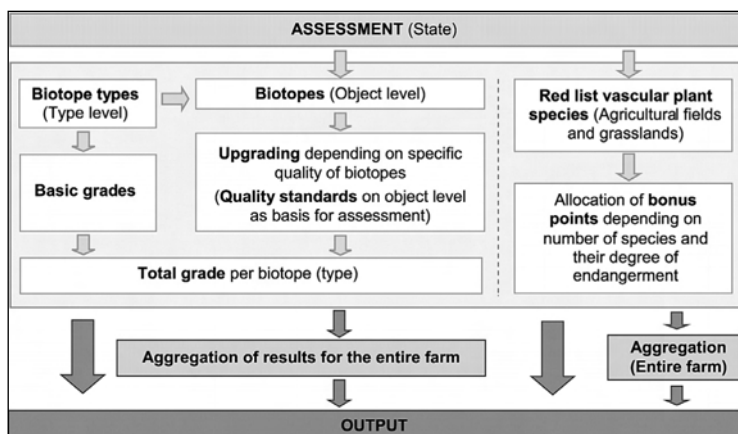 ASSESSMENT (State)
Biotope types
(Type level)
Biotopes (Object level)
Red list vascular plant
species (Agricultural fields
and grasslands)
Basic grades
Upgrading depending on specific
quality of biotopes
(Quality standards on object level
as basis for assessment)
Allocation of bonus
points depending on
number of species and
their degree of
endangerment
Total grade per biotope (type)
Aggregation of results for the entire farm
Aggregation
(Entire farm)
OUTPUT